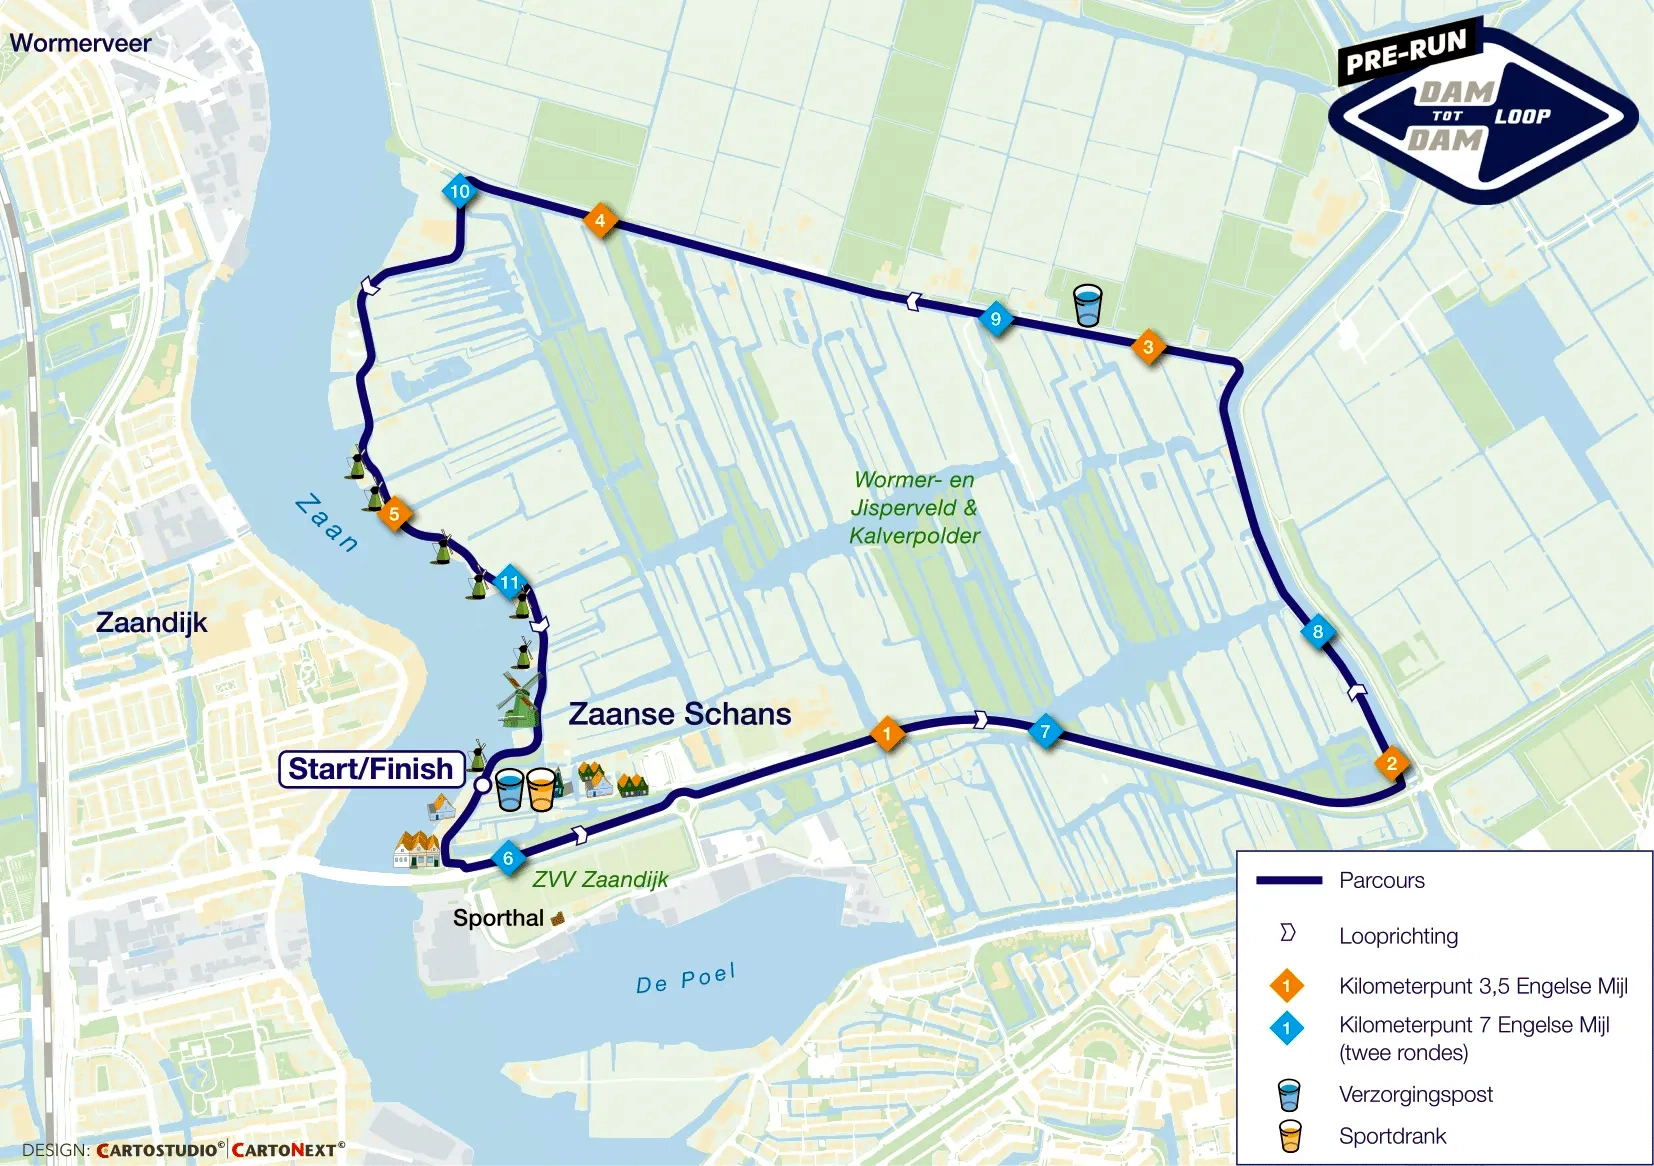 Wormerveer
PRE-RUN
DAM
TOT
DAM
LOOP
10
4
9
3
Wormer- en
Jisperveld &
Kalverpolder
5
Zaan
11
Zaandijk
8
Zaanse Schans
1
7
2
Start/Finish
6
ZVV Zaandijk
Sporthal
De Poel
Parcours
Looprichting
1 Kilometerpunt 3,5 Engelse Mijl
1 Kilometerpunt 7 Engelse Mijl
(twee rondes)
Verzorgingspost
Sportdrank
DESIGN: CARTOSTUDIO© | CARTONEXT©